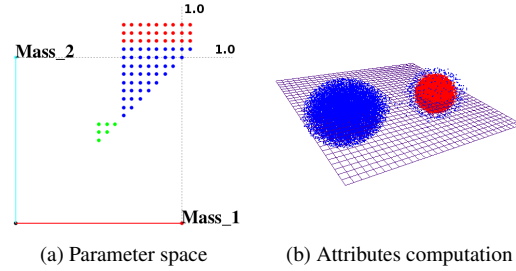 1.0
Mass_2
1.0
Mass_1
(a) Parameter space
(b) Attributes computation